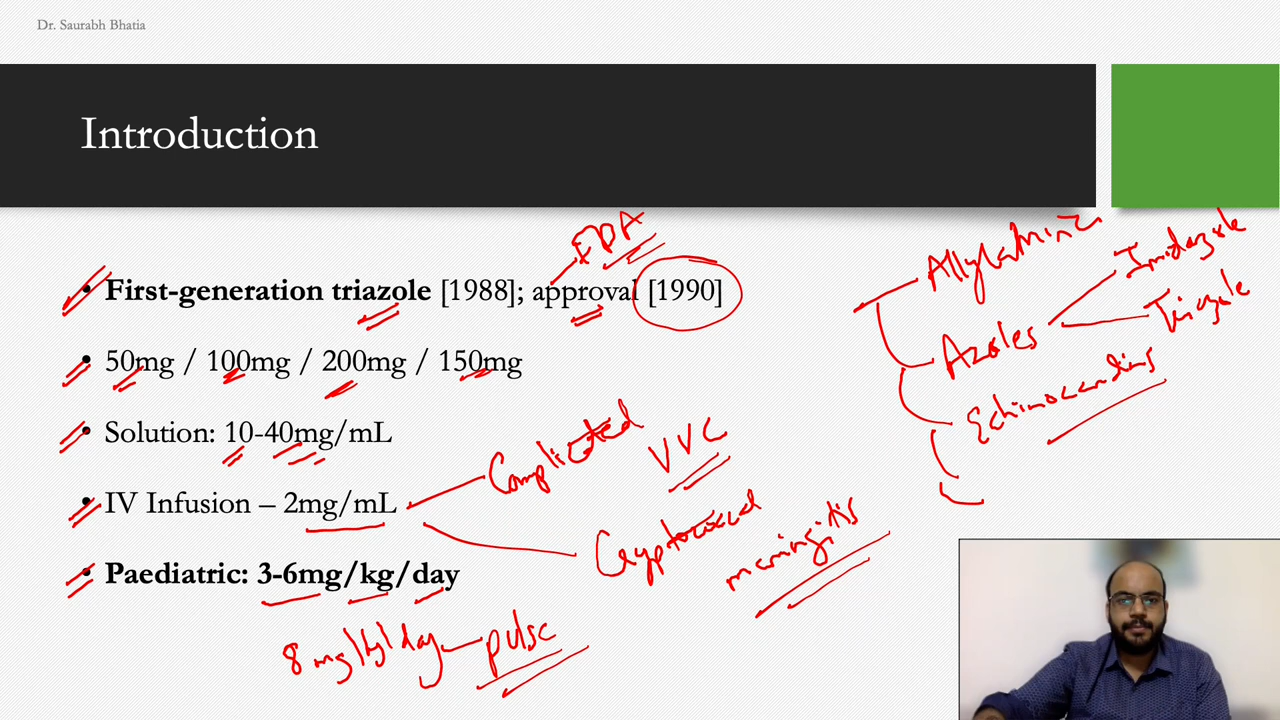 Dr. Saurabh Bhatia
Introduction
FDA
• First-generation triazole [1988]; approval [1990]
• 50mg / 100mg / 200mg / 150mg
• Solution: 10-40mg/mL
• IV Infusion – 2mg/mL
Complicated VVC
Cryptococcal meningitis
• Paediatric: 3-6mg/kg/day
8 mg/kg/day pulse
Allylamines
Azoles
Imidazole
Triazole
Echinocandins